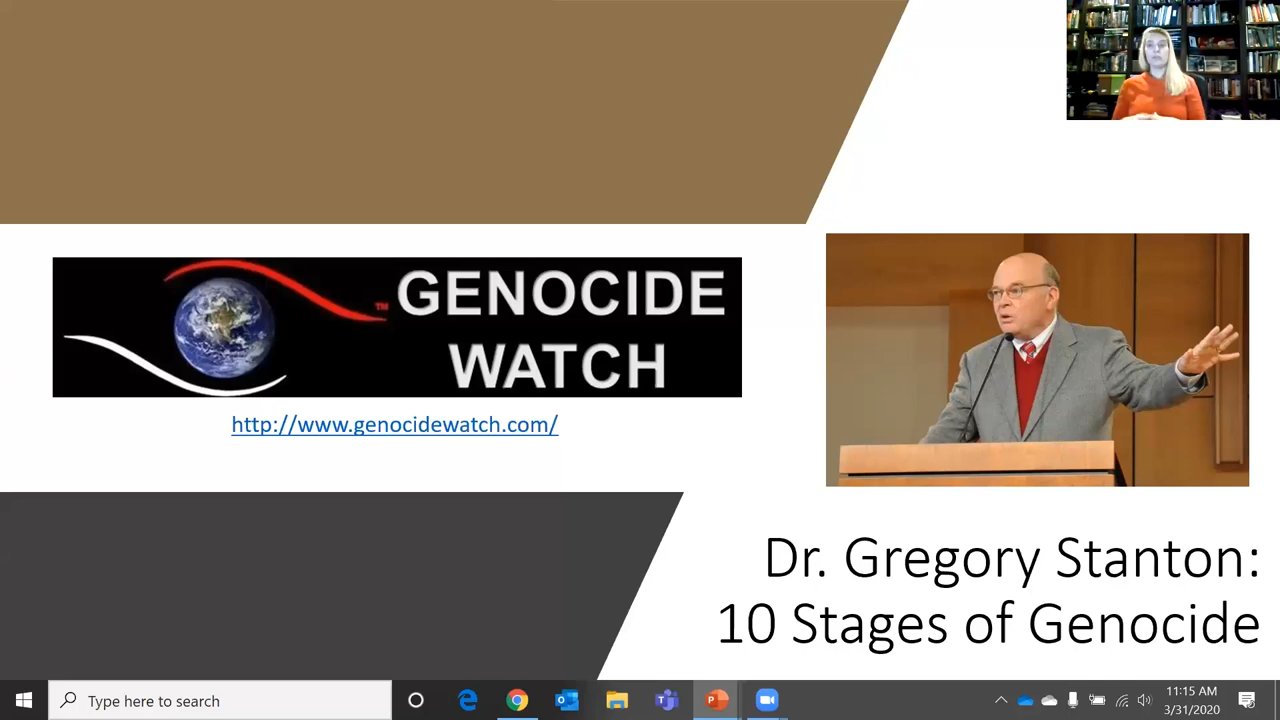 GENOCIDE
WATCH
TM
http://www.genocidewatch.com/
Dr. Gregory Stanton:
10 Stages of Genocide
Type here to search
11:15 AM
3/31/2020